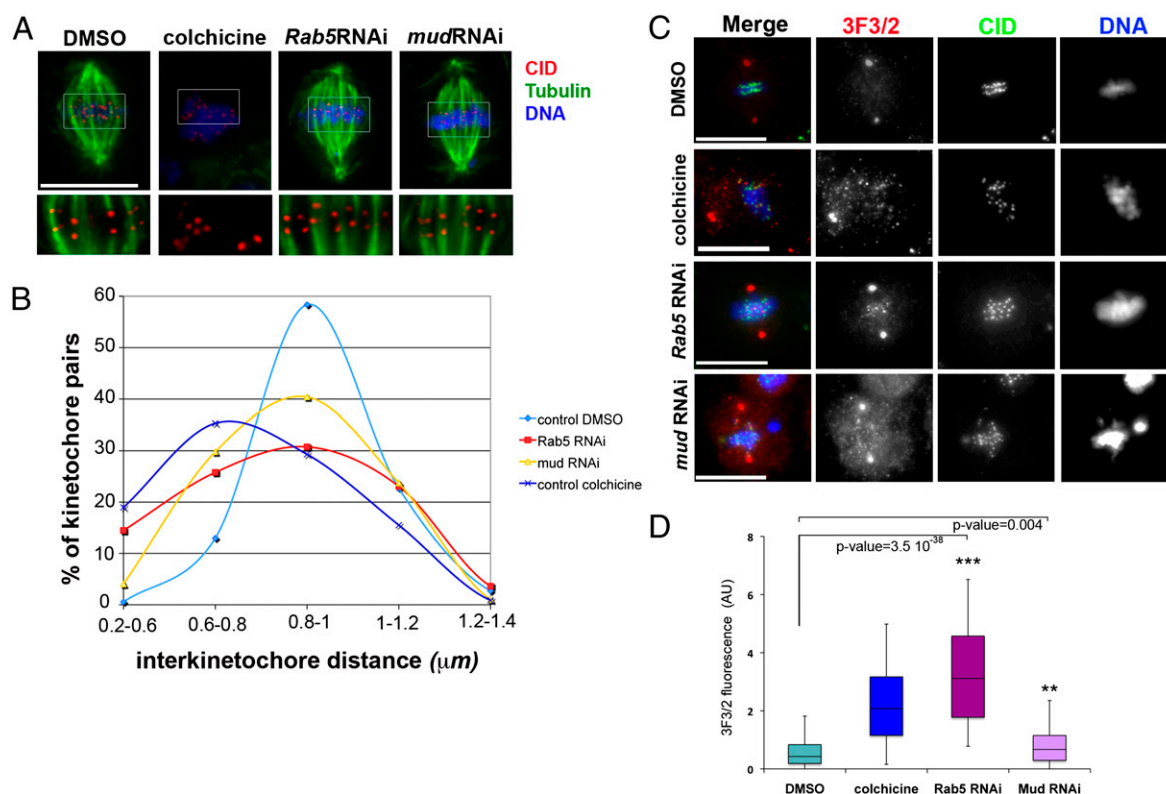 A
DMSO colchicine Rab5RNAi mudRNAi
CID
Tubulin
DNA
B
% of kinetochore pairs
60
50
40
30
20
10
0
0.2-0.6 0.6-0.8 0.8-1 1-1.2 1.2-1.4
interkinetochore distance (μm)
control DMSO
Rab5 RNAi
mud RNAi
control colchicine
C
Merge 3F3/2 CID DNA
DMSO
colchicine
Rab5 RNAi
mud RNAi
D
p-value=0.004
p-value=3.5 10-38
3F3/2 fluorescence (AU)
8
6
4
2
0
***
**
DMSO colchicine Rab5 RNAi Mud RNAi